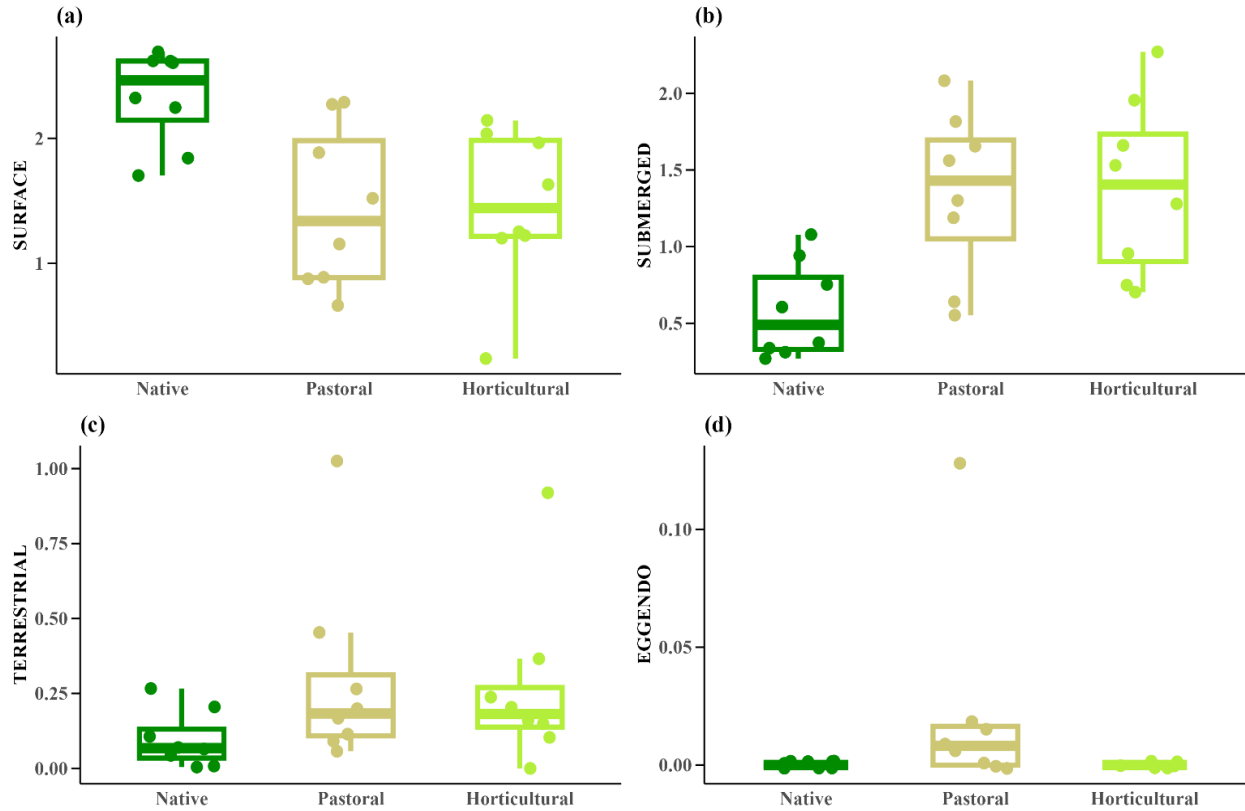 (a)
SURFACE
2
1
Native
Pastoral
Horticultural
(b)
SUBMERGED
2.0
1.5
1.0
0.5
Native
Pastoral
Horticultural
(c)
TERRESTRIAL
1.00
0.75
0.50
0.25
0.00
Native
Pastoral
Horticultural
(d)
EGGENDO
0.10
0.05
0.00
Native
Pastoral
Horticultural